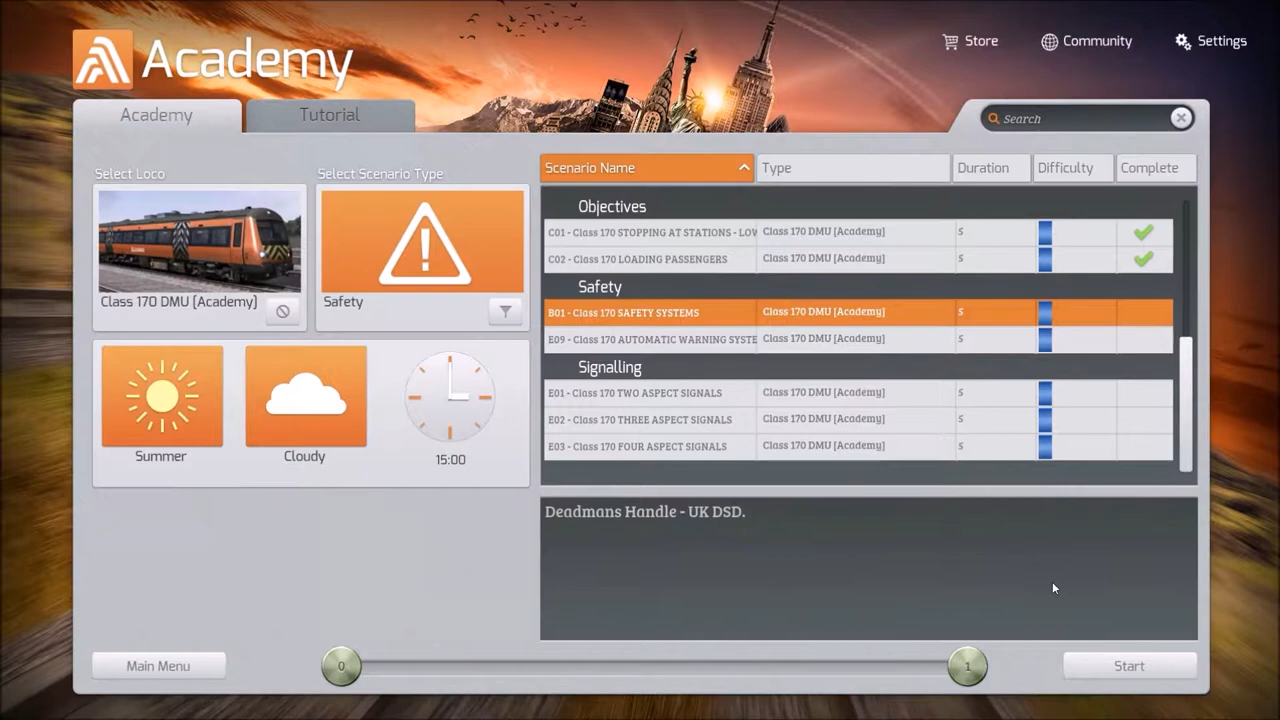 Academy
Store
Community
Settings
Academy
Tutorial
Search
Select Loco
Select Scenario Type
Class 170 DMU [Academy]
Safety
Summer
Cloudy
15:00
Scenario Name
Type
Duration
Difficulty
Complete
Objectives
C01 - Class 170 STOPPING AT STATIONS - LOW Class 170 DMU [Academy] 5
C02 - Class 170 LOADING PASSENGERS Class 170 DMU [Academy] 5
Safety
B01 - Class 170 SAFETY SYSTEMS Class 170 DMU [Academy] 5
E09 - Class 170 AUTOMATIC WARNING SYSTE Class 170 DMU [Academy] 5
Signalling
E01 - Class 170 TWO ASPECT SIGNALS Class 170 DMU [Academy] 5
E02 - Class 170 THREE ASPECT SIGNALS Class 170 DMU [Academy] 5
E03 - Class 170 FOUR ASPECT SIGNALS Class 170 DMU [Academy] 5
Deadmans Handle - UK DSD.
Main Menu
0
1
Start